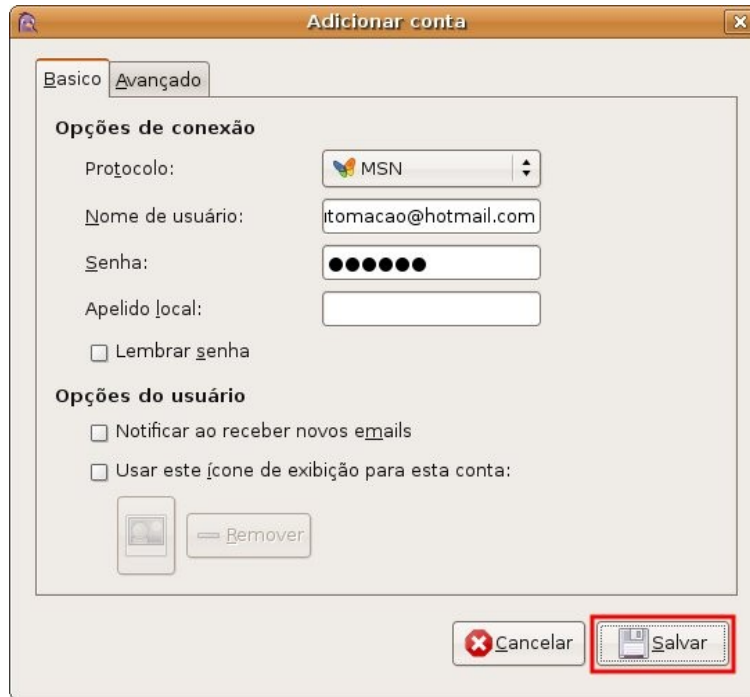 Adicionar conta
Basico Avançado
Opções de conexão
Protocolo: MSN
Nome de usuário: itomacao@hotmail.com
Senha: ●●●●●●
Apelido local:
Lembrar senha
Opções do usuário
Notificar ao receber novos emails
Usar este ícone de exibição para esta conta:
Remover
Cancelar Salvar